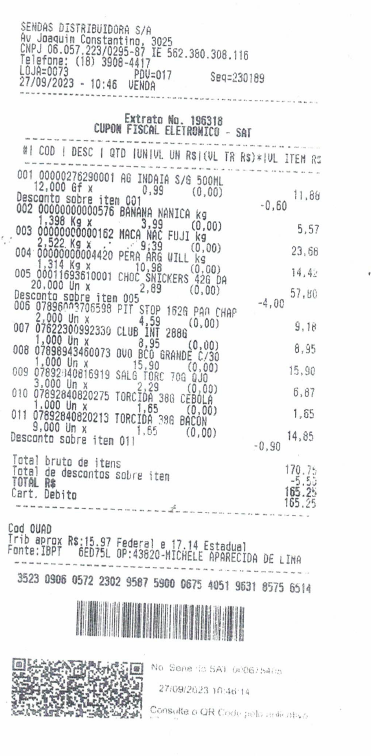 SENDAS DISTRIBUIDORA S/A
Av Joaquim Constantino, 3025
CNPJ 06.057.223/0295-87 IE 562.380.308.116
Telefone: (18) 3908-4417
LOJA=0073 PDV=017 Seq=230189
27/09/2023 - 10:46 VENDA
Extrato No. 196318
CUPON FISCAL ELETRONICO - SAT
#| COD | DESC | QTD |UN|VL UN R$|(VL TR R$)*|VL ITEM R$
001 00000276290001 AG INDAIA S/G 500ML
12,000 Gf x 0,99 (0,00) 11,88
Desconto sobre item 001 -0,60
002 00000000000576 BANANA NANICA kg
1,398 Kg x 3,99 (0,00) 5,57
003 00000000000162 MACA NAC FUJI kg
2,522 Kg x 9,39 (0,00) 23,68
004 00000000004420 PERA ARG WILL kg
1,314 Kg x 10,98 (0,00) 14,42
005 00011693610001 CHOC SNICKERS 42G DA
20,000 Un x 2,89 (0,00) 57,80
Desconto sobre item 005 -4,00
006 07896003706598 PIT STOP 162G PAO CHAP
2,000 Un x 4,59 (0,00) 9,18
007 07622300992330 CLUB INT 288G
1,000 Un x 8,95 (0,00) 8,95
008 07898943460073 OVO BCO GRANDE C/30
1,000 Un x 15,90 (0,00) 15,90
009 07892840816919 SALG TORC 70G QJO
3,000 Un x 2,29 (0,00) 6,87
010 07892840820275 TORCIDA 38G CEBOLA
1,000 Un x 1,65 (0,00) 1,65
011 07892840820213 TORCIDA 38G BACON
9,000 Un x 1,65 (0,00) 14,85
Desconto sobre item 011 -0,90
Total bruto de itens 170,75
Total de descontos sobre item -5,50
TOTAL R$ 165,25
Cart. Debito 165,25
Cod QUAD
Trib aprox R$:15.97 Federal e 17.14 Estadual
Fonte:IBPT 6ED75L OP:43820-MICHELE APARECIDA DE LIMA
3523 0906 0572 2302 9587 5900 0675 4051 9631 8575 6514
No. Serie do SAT
27/09/2023 10:46:14
Consulte o QR Code pelo aplicativo